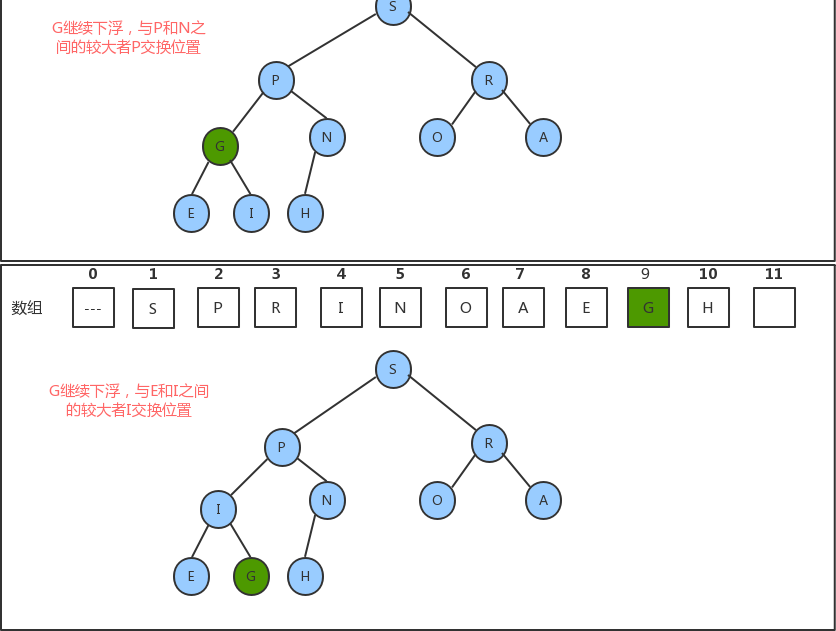 S
G继续下浮，与P和N之
间的较大者P交换位置
P
R
G
N
O
A
E
I
H
0 1 2 3 4 5 6 7 8 9 10 11
数组 --- S P R I N O A E G H
S
G继续下浮，与E和I之间
的较大者I交换位置
P
R
I
N
O
A
E
G
H